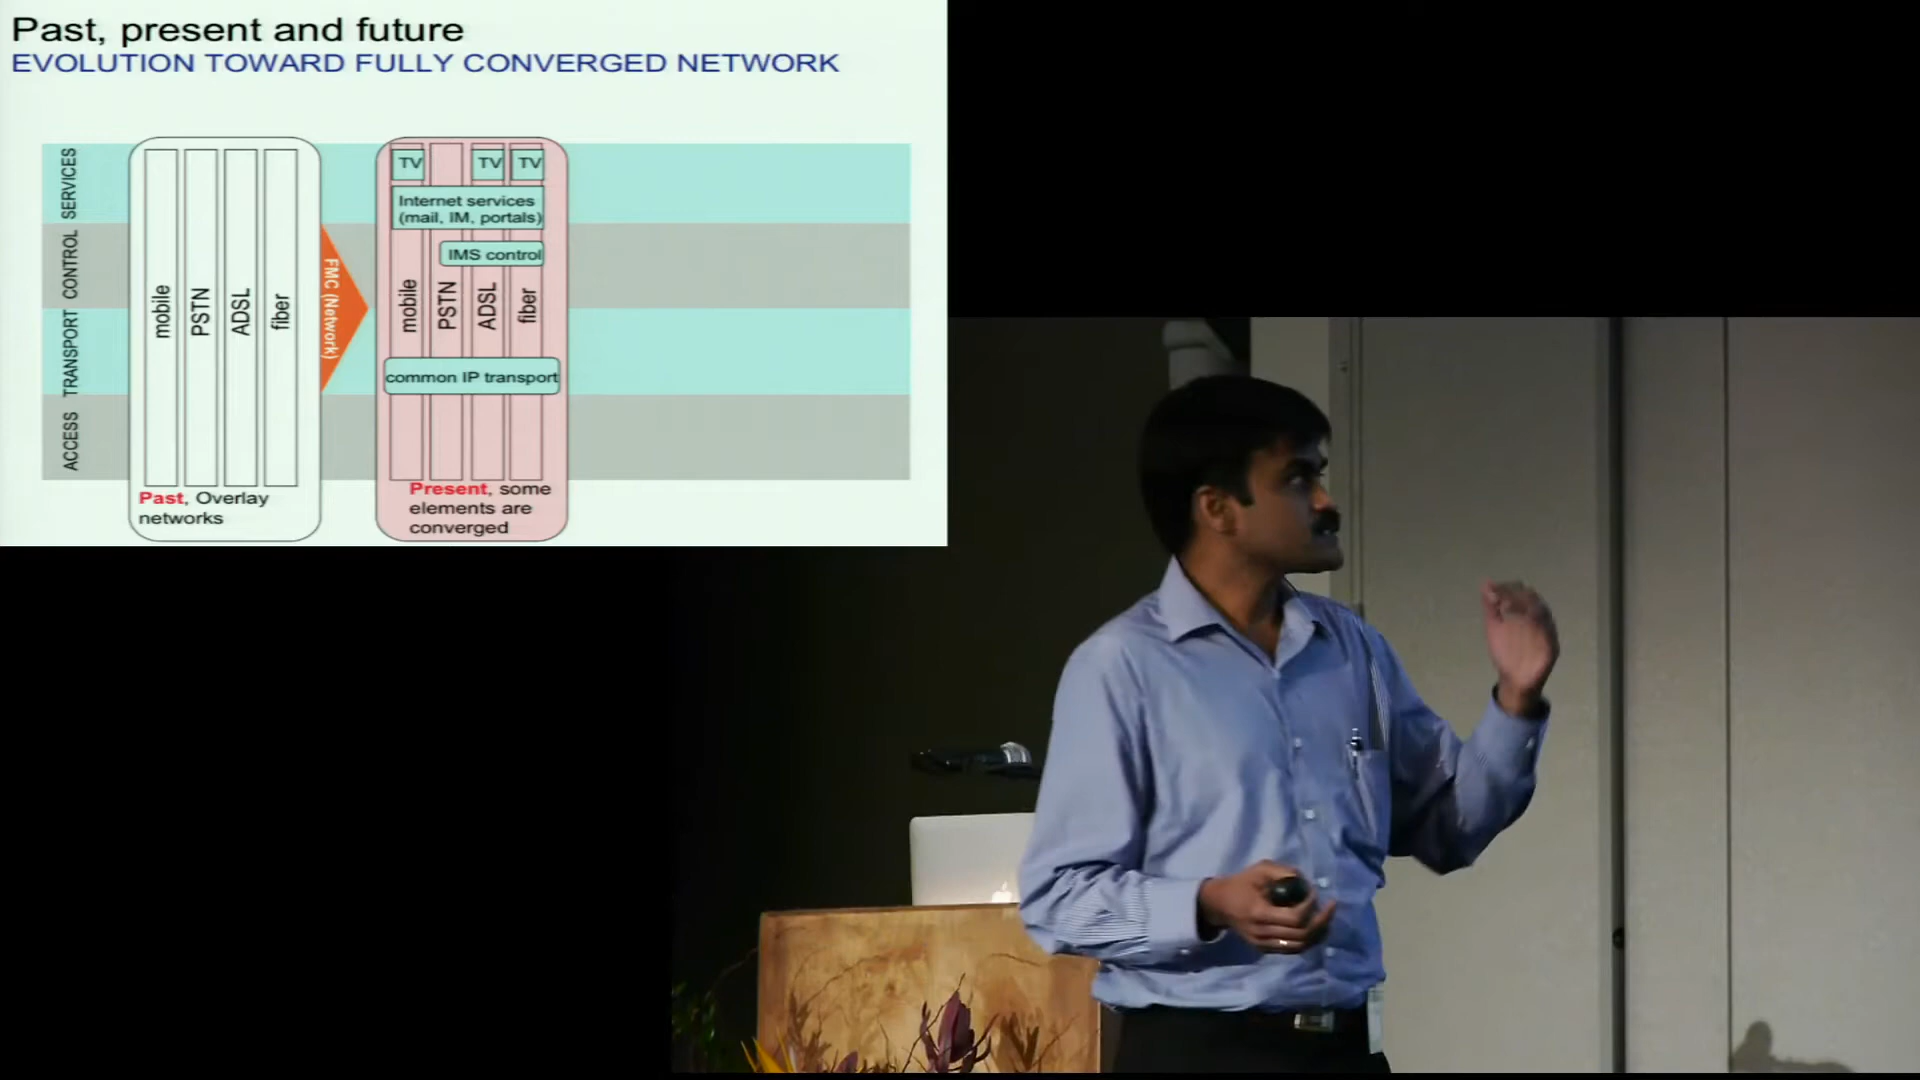 Past, present and future
EVOLUTION TOWARD FULLY CONVERGED NETWORK
SERVICES
CONTROL
TRANSPORT
ACCESS
mobile
PSTN
ADSL
fiber
Past, Overlay
networks
FMC (Network)
TV
TV
TV
Internet services
(mail, IM, portals)
IMS control
mobile
PSTN
ADSL
fiber
common IP transport
Present, some
elements are
converged